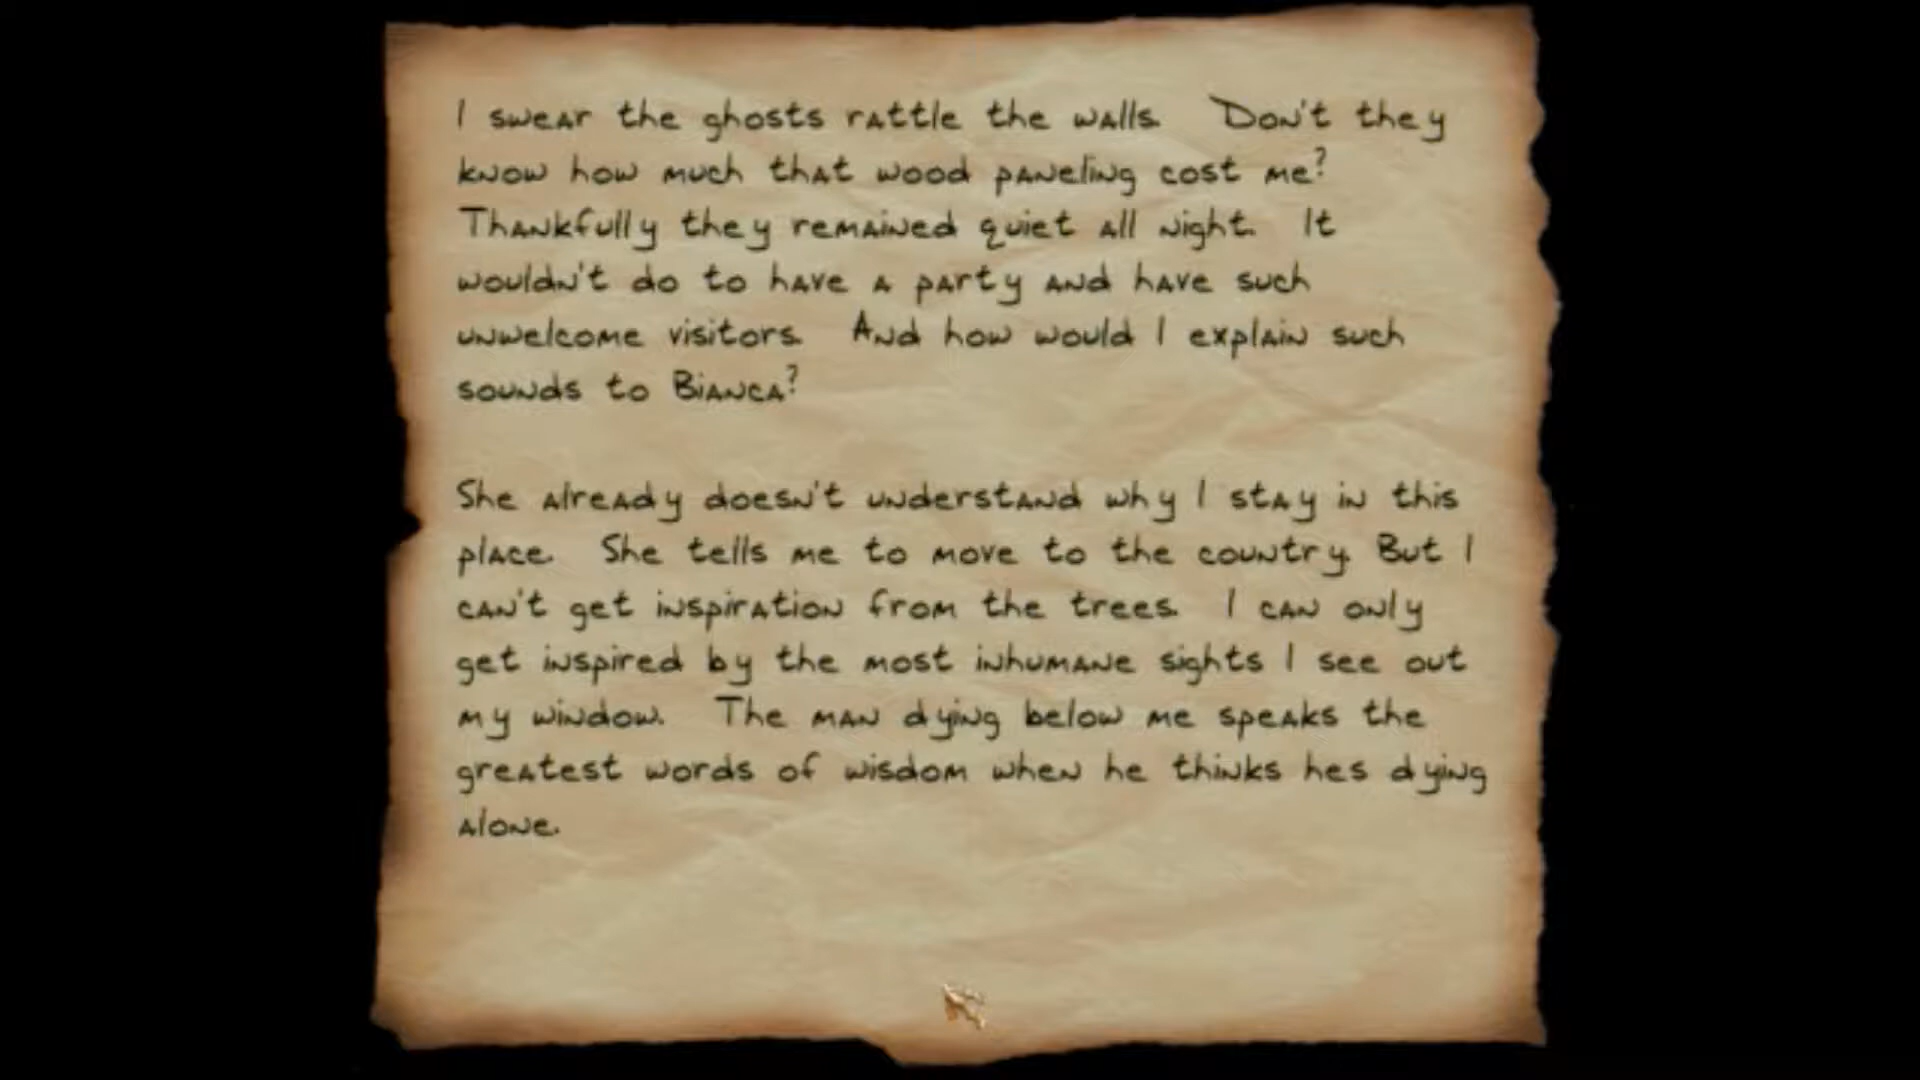 I swear the ghosts rattle the walls. Don't they
know how much that wood paneling cost me?
Thankfully they remained quiet all night. It
wouldn't do to have a party and have such
unwelcome visitors. And how would I explain such
sounds to Bianca?
She already doesn't understand why I stay in this
place. She tells me to move to the country. But I
can't get inspiration from the trees. I can only
get inspired by the most inhumane sights I see out
my window. The man dying below me speaks the
greatest words of wisdom when he thinks hes dying
alone.